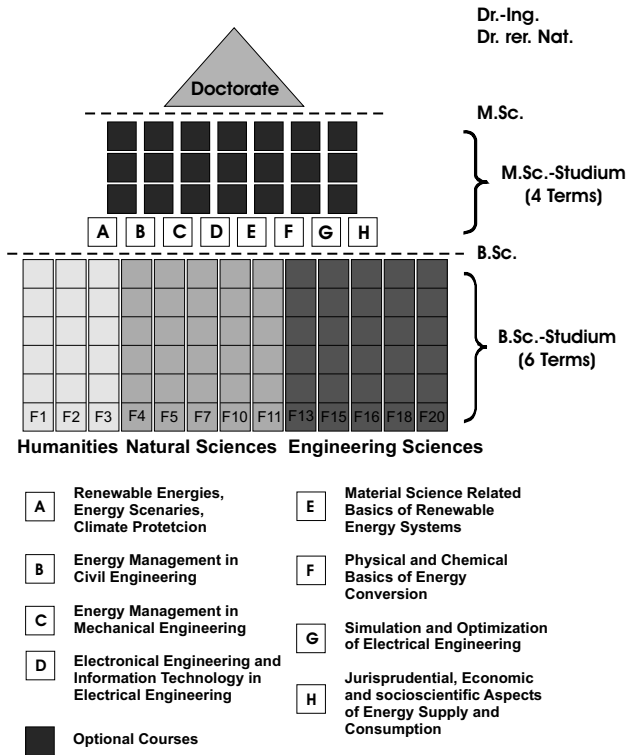 Dr.-Ing.
Dr. rer. Nat.
Doctorate
M.Sc.
M.Sc.-Studium
(4 Terms)
A B C D E F G H
B.Sc.
B.Sc.-Studium
(6 Terms)
F1 F2 F3 F4 F5 F7 F10 F11 F13 F15 F16 F18 F20
Humanities Natural Sciences Engineering Sciences
A
Renewable Energies,
Energy Scenaries,
Climate Protetcion
B
Energy Management in
Civil Engineering
C
Energy Management in
Mechanical Engineering
D
Electronical Engineering and
Information Technology in
Electrical Engineering
Optional Courses
E
Material Science Related
Basics of Renewable
Energy Systems
F
Physical and Chemical
Basics of Energy
Conversion
G
Simulation and Optimization
of Electrical Engineering
H
Jurisprudential, Economic
and socioscientific Aspects
of Energy Supply and
Consumption